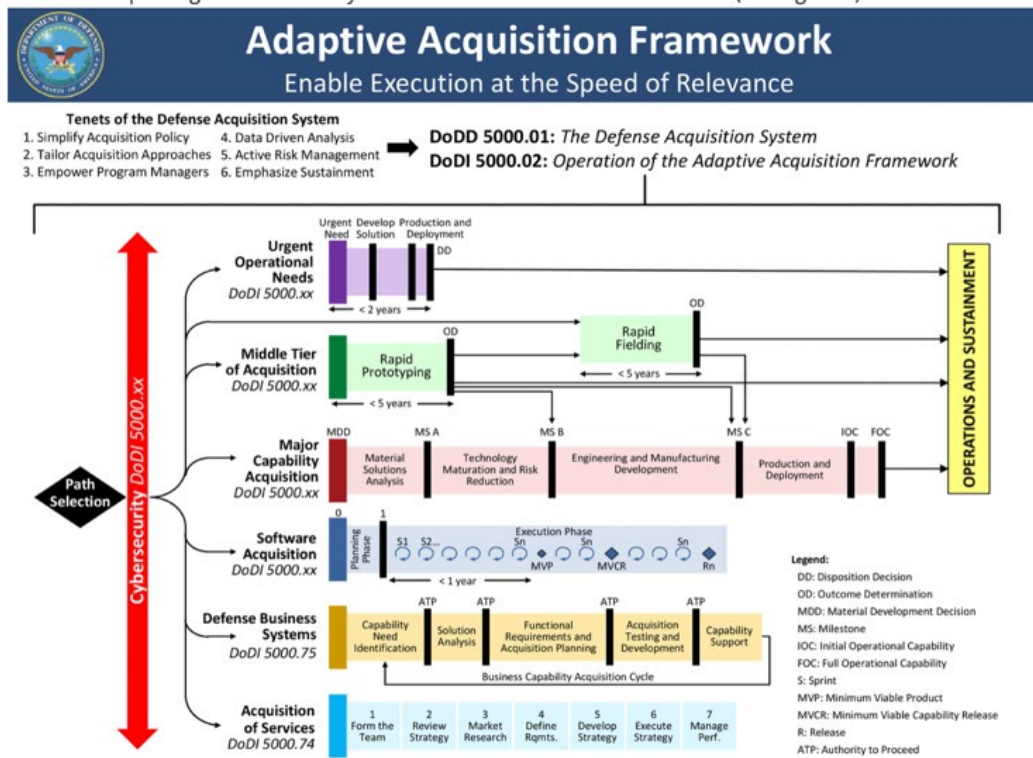 Adaptive Acquisition Framework
Enable Execution at the Speed of Relevance
Tenets of the Defense Acquisition System
1. Simplify Acquisition Policy
2. Tailor Acquisition Approaches
3. Empower Program Managers
4. Data Driven Analysis
5. Active Risk Management
6. Emphasize Sustainment
DoDD 5000.01: The Defense Acquisition System
DoDI 5000.02: Operation of the Adaptive Acquisition Framework
Path
Selection
Cybersecurity DoDI 5000.xx
Urgent
Operational
Needs
DoDI 5000.xx
Urgent
Need
Develop
Solution
Production and
Deployment
DD
< 2 years
Middle Tier
of Acquisition
DoDI 5000.xx
Rapid
Prototyping
OD
< 5 years
Rapid
Fielding
OD
< 5 years
Major
Capability
Acquisition
DoDI 5000.xx
MDD
Material
Solutions
Analysis
MS A
Technology
Maturation and Risk
Reduction
MS B
Engineering and Manufacturing
Development
MS C
Production and
Deployment
IOC
FOC
OPERATIONS AND SUSTAINMENT
Software
Acquisition
DoDI 5000.xx
0
Planning
Phase
1
Execution Phase
S1
S2...
Sn
MVP
Sn
MVCR
Sn
Rn
< 1 year
Defense Business
Systems
DoDI 5000.75
Capability
Need
Identification
ATP
Solution
Analysis
ATP
Functional
Requirements and
Acquisition Planning
ATP
Acquisition
Testing and
Development
ATP
Capability
Support
Business Capability Acquisition Cycle
Acquisition
of Services
DoDI 5000.74
1
Form the
Team
2
Review
Strategy
3
Market
Research
4
Define
Rqmts.
5
Develop
Strategy
6
Execute
Strategy
7
Manage
Perf.
Legend:
DD: Disposition Decision
OD: Outcome Determination
MDD: Material Development Decision
MS: Milestone
IOC: Initial Operational Capability
FOC: Full Operational Capability
S: Sprint
MVP: Minimum Viable Product
MVCR: Minimum Viable Capability Release
R: Release
ATP: Authority to Proceed